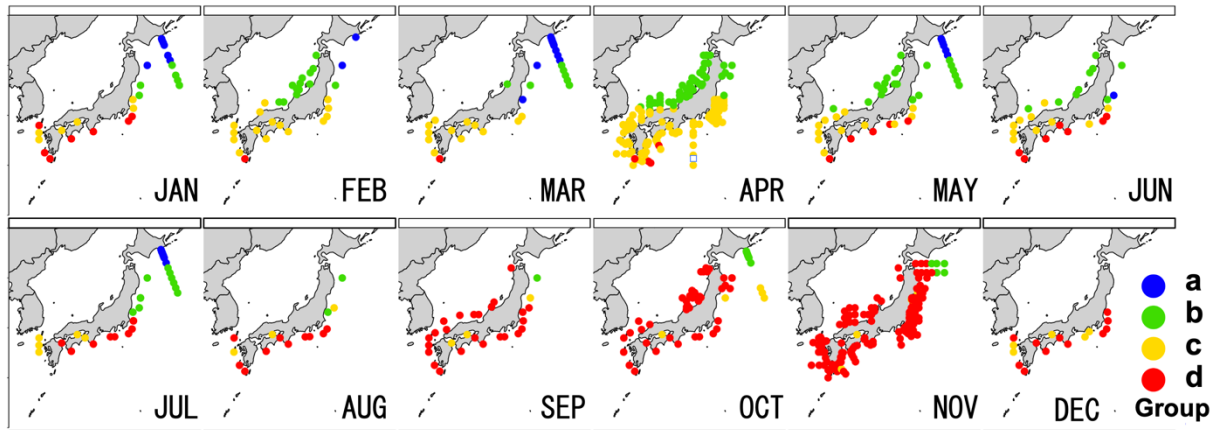 JAN
FEB
MAR
APR
MAY
JUN
JUL
AUG
SEP
OCT
NOV
DEC
a
b
c
d
Group